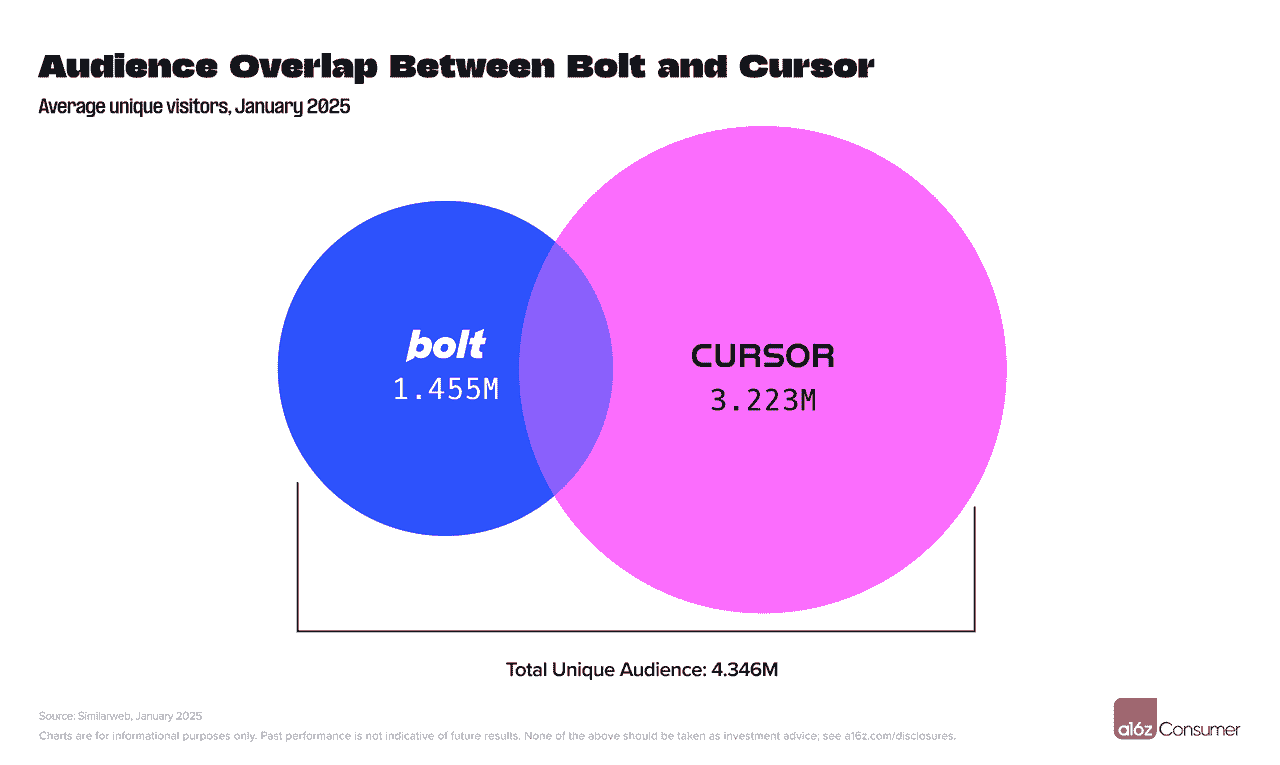 Audience Overlap Between Bolt and Cursor
Average unique visitors, January 2025
bolt
1.455M
CURSOR
3.223M
Total Unique Audience: 4.346M
Source: Similarweb, January 2025
Charts are for informational purposes only. Past performance is not indicative of future results. None of the above should be taken as investment advice; see a16z.com/disclosures.
a16z Consumer